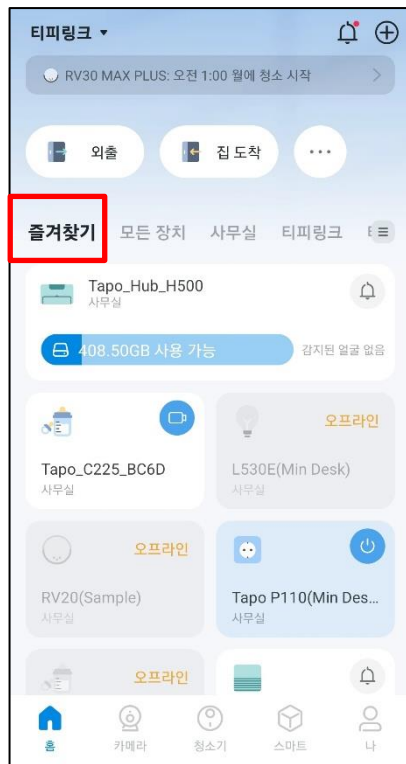 티피링크 ▾
RV30 MAX PLUS: 오전 1:00 월에 청소 시작
외출 집 도착 ···
즐겨찾기 모든 장치 사무실 티피링크
Tapo_Hub_H500
사무실
408.50GB 사용 가능 감지된 얼굴 없음
Tapo_C225_BC6D
사무실
오프라인
L530E(Min Desk)
사무실
오프라인
RV20(Sample)
사무실
Tapo P110(Min Des...
사무실
오프라인
홈 카메라 청소기 스마트 나